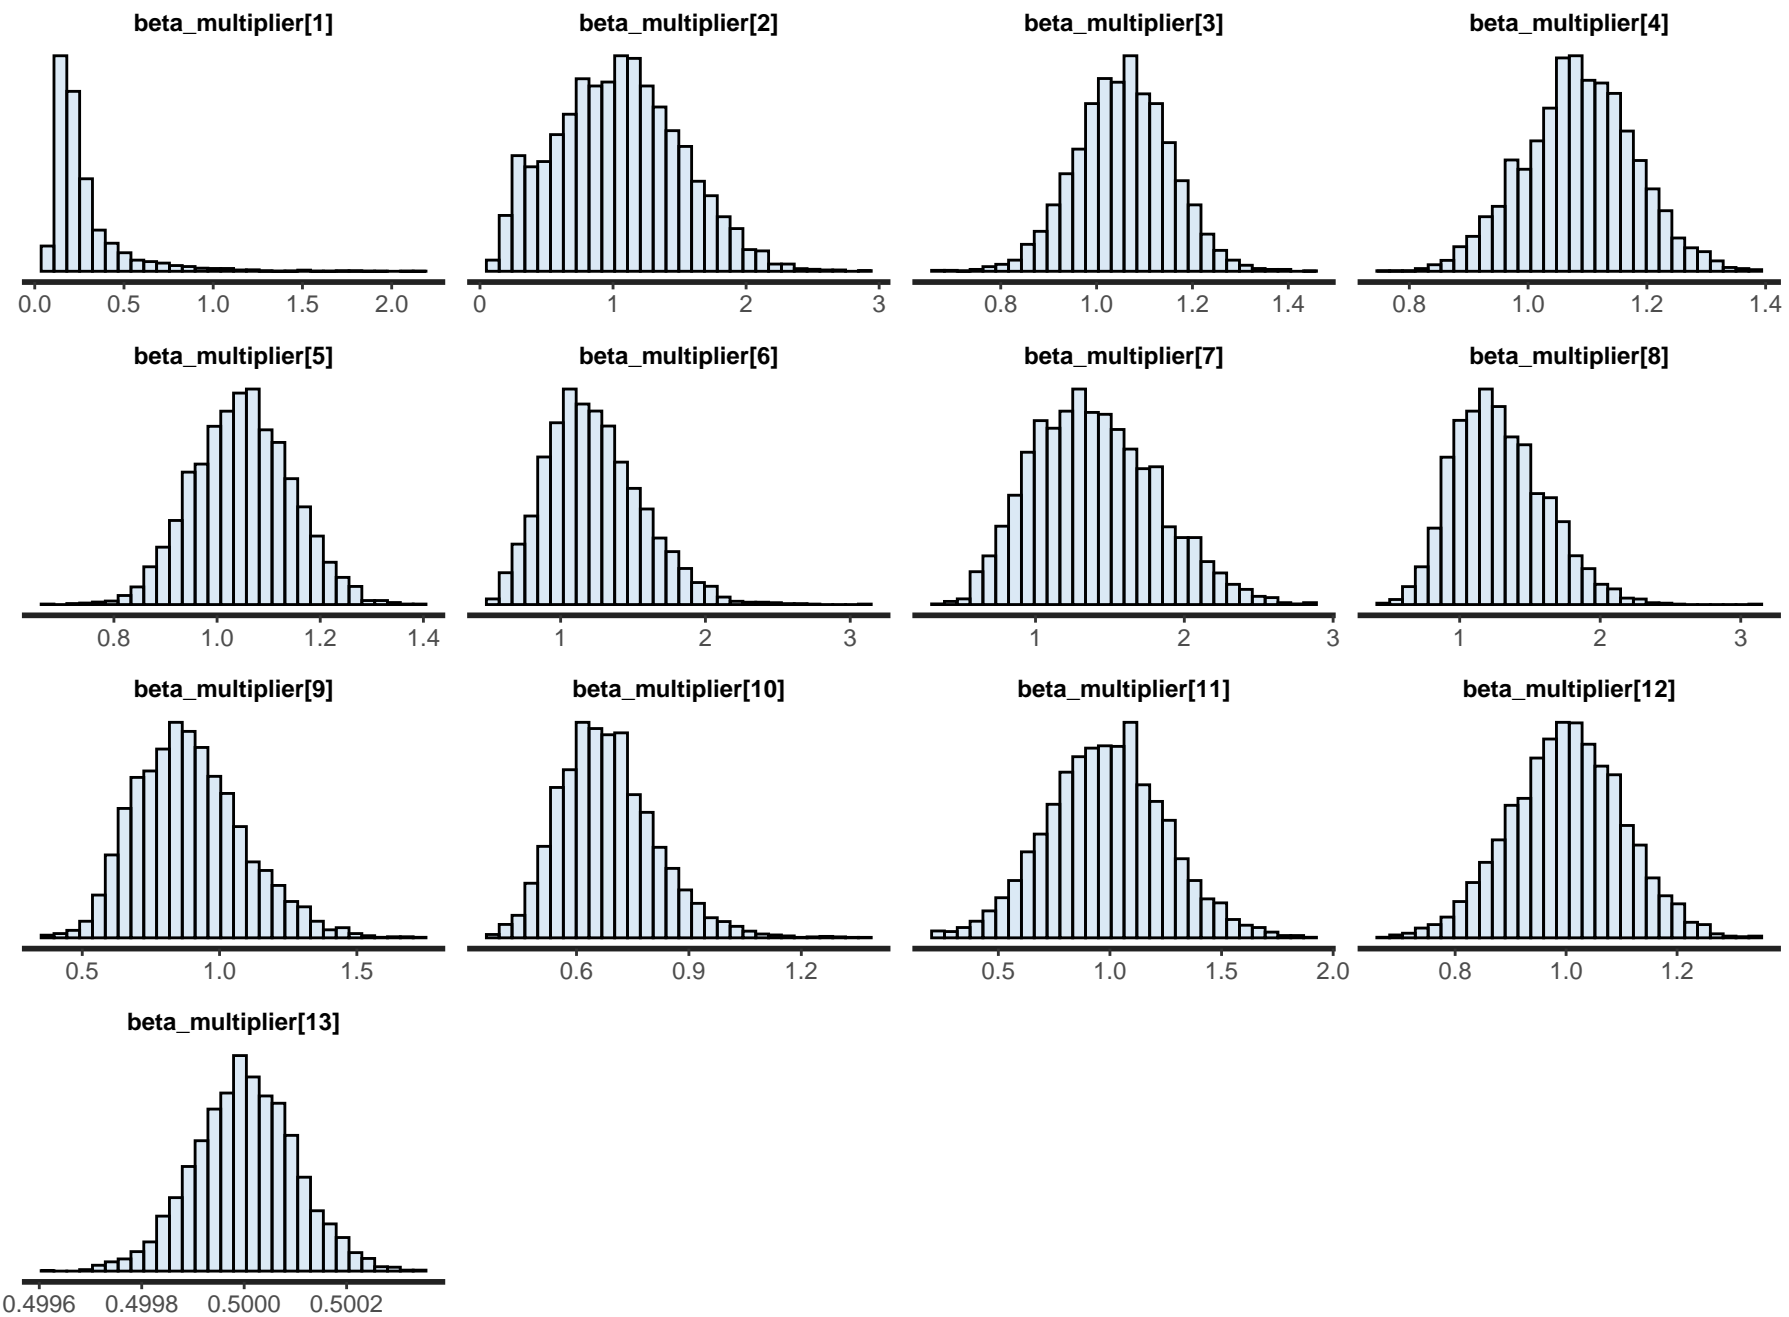 beta_multiplier[1] beta_multiplier[2] beta_multiplier[3] beta_multiplier[4]
0.0 0.5 1.0 1.5 2.0 0 1 2 3 0.8 1.0 1.2 1.4 0.8 1.0 1.2 1.4
beta_multiplier[5] beta_multiplier[6] beta_multiplier[7] beta_multiplier[8]
0.8 1.0 1.2 1.4 1 2 3 1 2 3 1 2 3
beta_multiplier[9] beta_multiplier[10] beta_multiplier[11] beta_multiplier[12]
0.5 1.0 1.5 0.6 0.9 1.2 0.5 1.0 1.5 2.0 0.8 1.0 1.2
beta_multiplier[13]
0.4996 0.4998 0.5000 0.5002